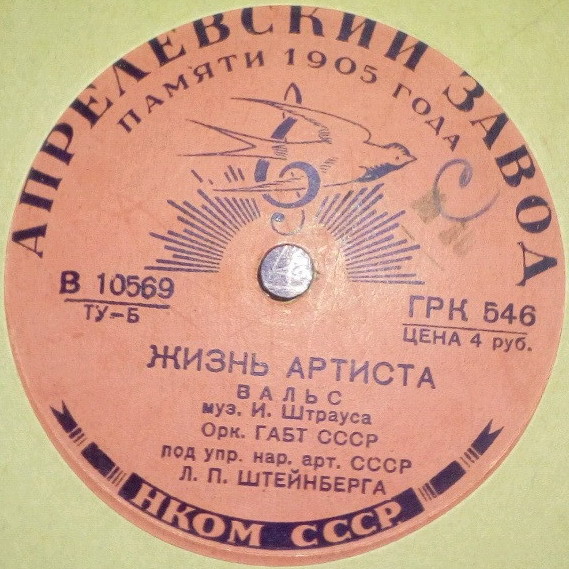 АПРЕЛЕВСКИЙ ЗАВОД
ПАМЯТИ 1905 ГОДА
В 10569
ТУ-Б
ГРК 546
ЦЕНА 4 руб.
ЖИЗНЬ АРТИСТА
ВАЛЬС
муз. И. Штрауса
Орк. ГАБТ СССР
под упр. нар. арт. СССР
Л. П. ШТЕЙНБЕРГА
НКОМ СССР